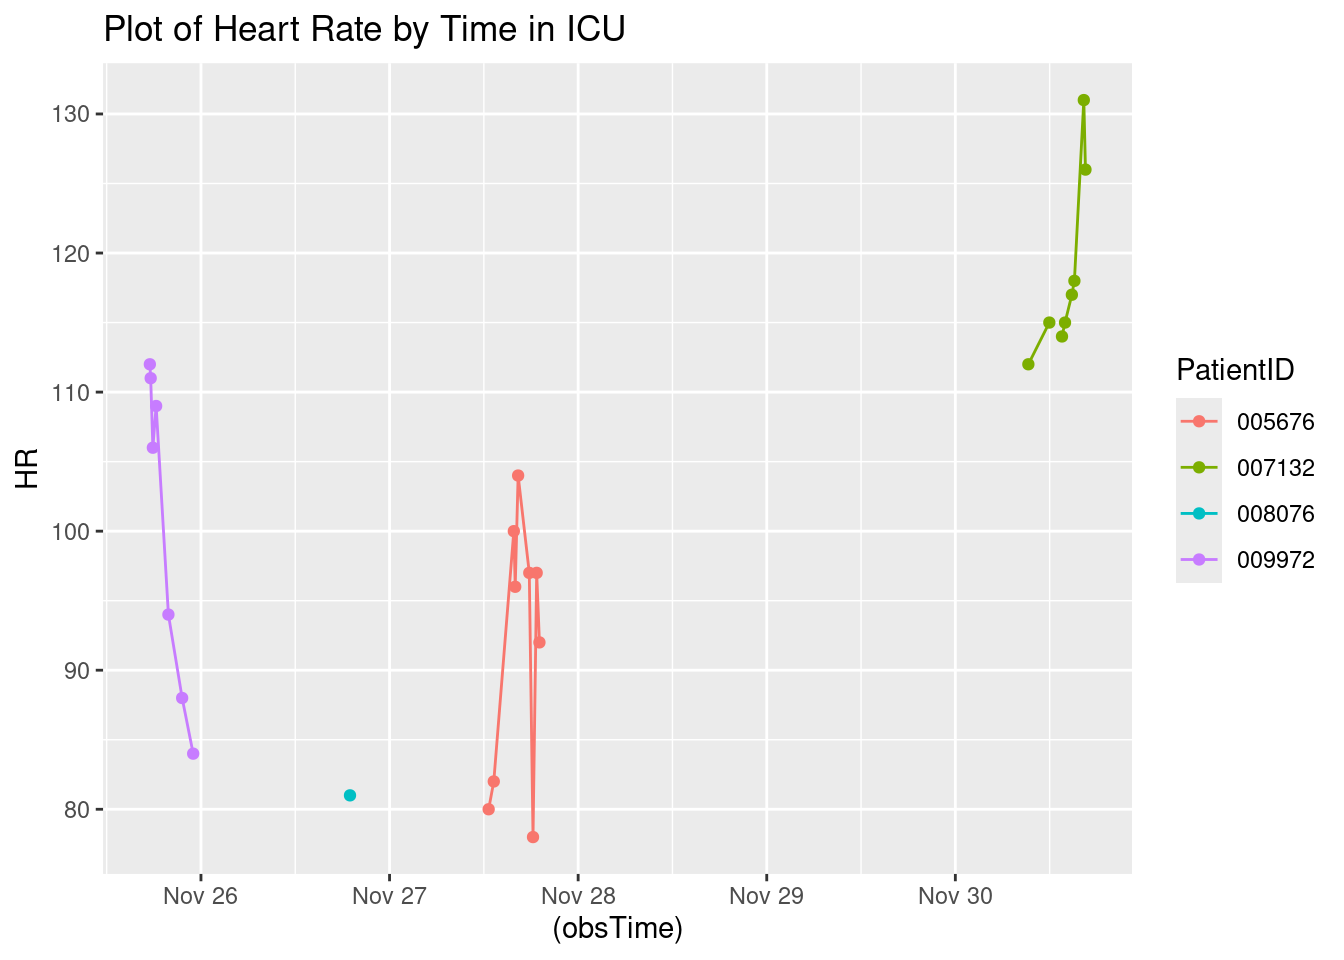 Plot of Heart Rate by Time in ICU
130
120
110
100
90
80
HR
Nov 26
Nov 27
Nov 28
Nov 29
Nov 30
(obsTime)
PatientID
005676
007132
008076
009972